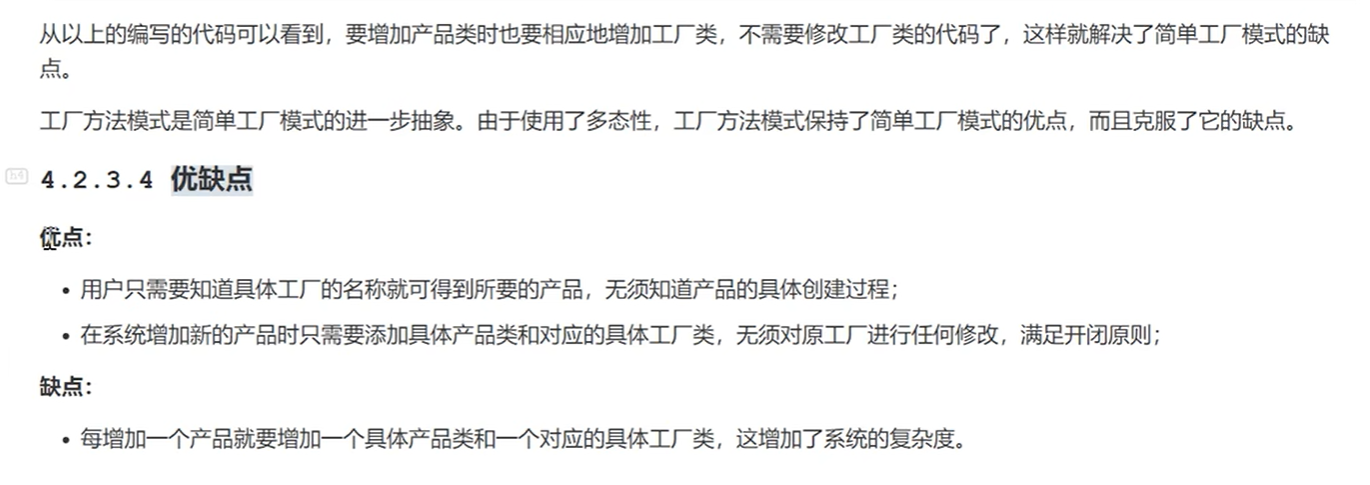 从以上的编写的代码可以看到，要增加产品类时也要相应地增加工厂类，不需要修改工厂类的代码了，这样就解决了简单工厂模式的缺
点。
工厂方法模式是简单工厂模式的进一步抽象。由于使用了多态性，工厂方法模式保持了简单工厂模式的优点，而且克服了它的缺点。
h4
4.2.3.4 优缺点
优点：
• 用户只需要知道具体工厂的名称就可得到所要的产品，无须知道产品的具体创建过程；
• 在系统增加新的产品时只需要添加具体产品类和对应的具体工厂类，无须对原工厂进行任何修改，满足开闭原则；
缺点：
• 每增加一个产品就要增加一个具体产品类和一个对应的具体工厂类，这增加了系统的复杂度。